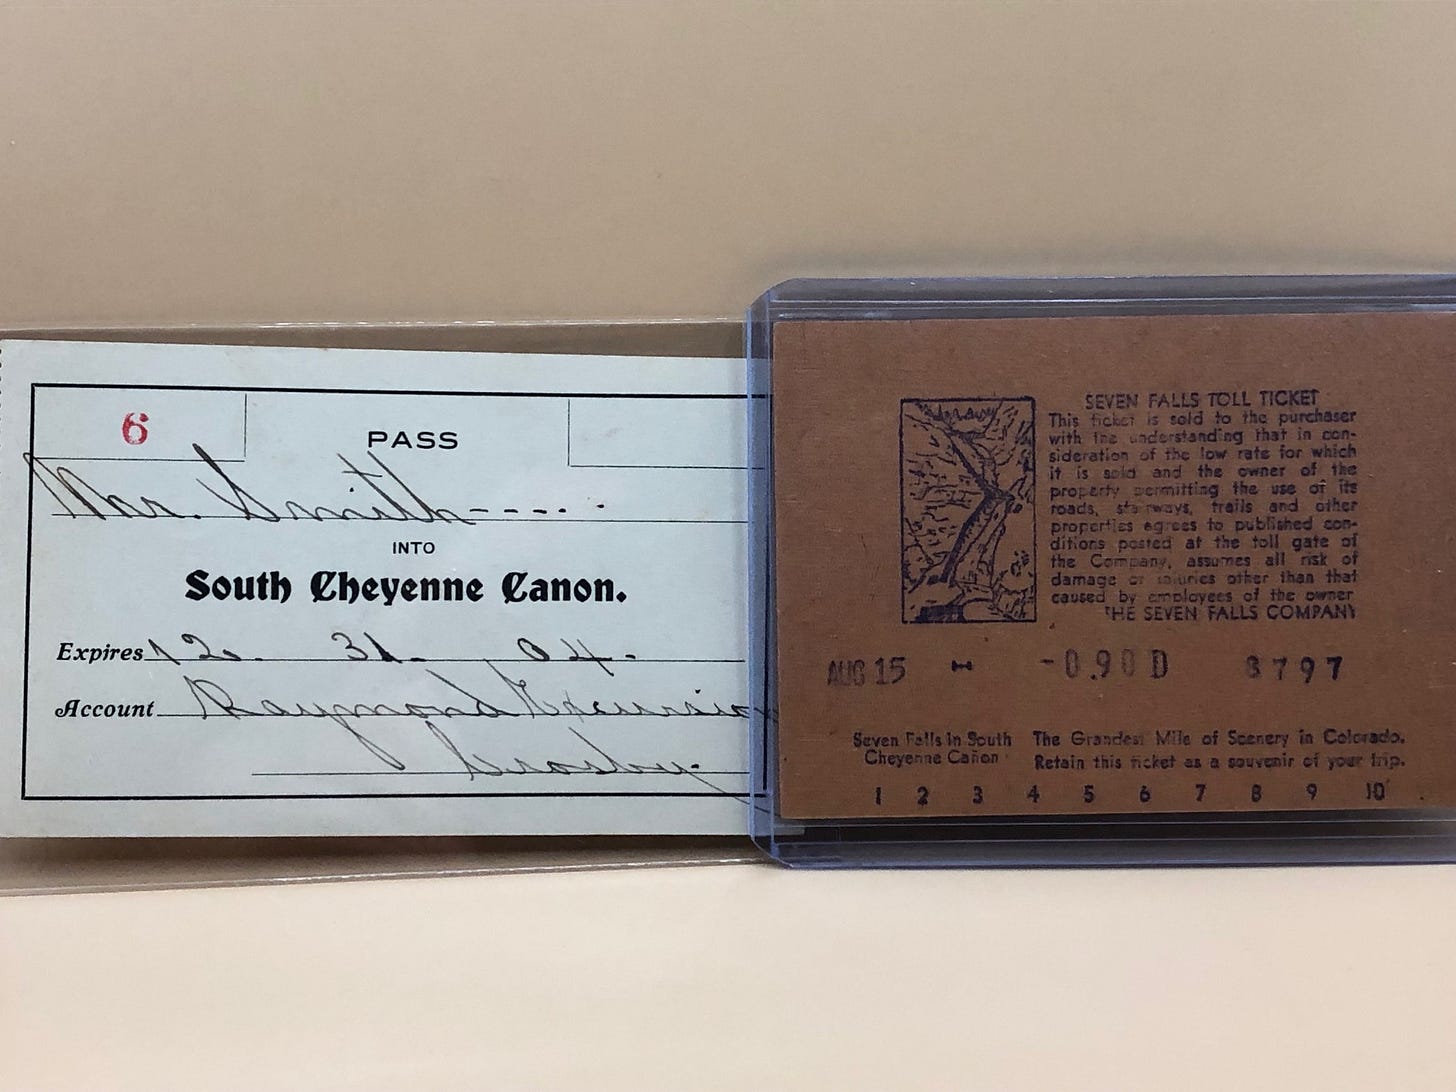 6
PASS
Mr. Smith----.
INTO
South Cheyenne Canon.
Expires 12. 31. 04.
Account Raymond Excursion
Crosby.
SEVEN FALLS TOLL TICKET
This ticket is sold to the purchaser
with the understanding that in con-
sideration of the low rate for which
it is sold and the owner of the
property permitting the use of its
roads, stairways, trails and other
properties agrees to published con-
ditions posted at the toll gate of
the Company, assumes all risk of
damage or injuries other than that
caused by employees of the owner
THE SEVEN FALLS COMPANY
AUG 15 -0.90 D 8797
Seven Falls in South
Cheyenne Cañon
The Grandest Mile of Scenery in Colorado.
Retain this ticket as a souvenir of your trip.
1 2 3 4 5 6 7 8 9 10